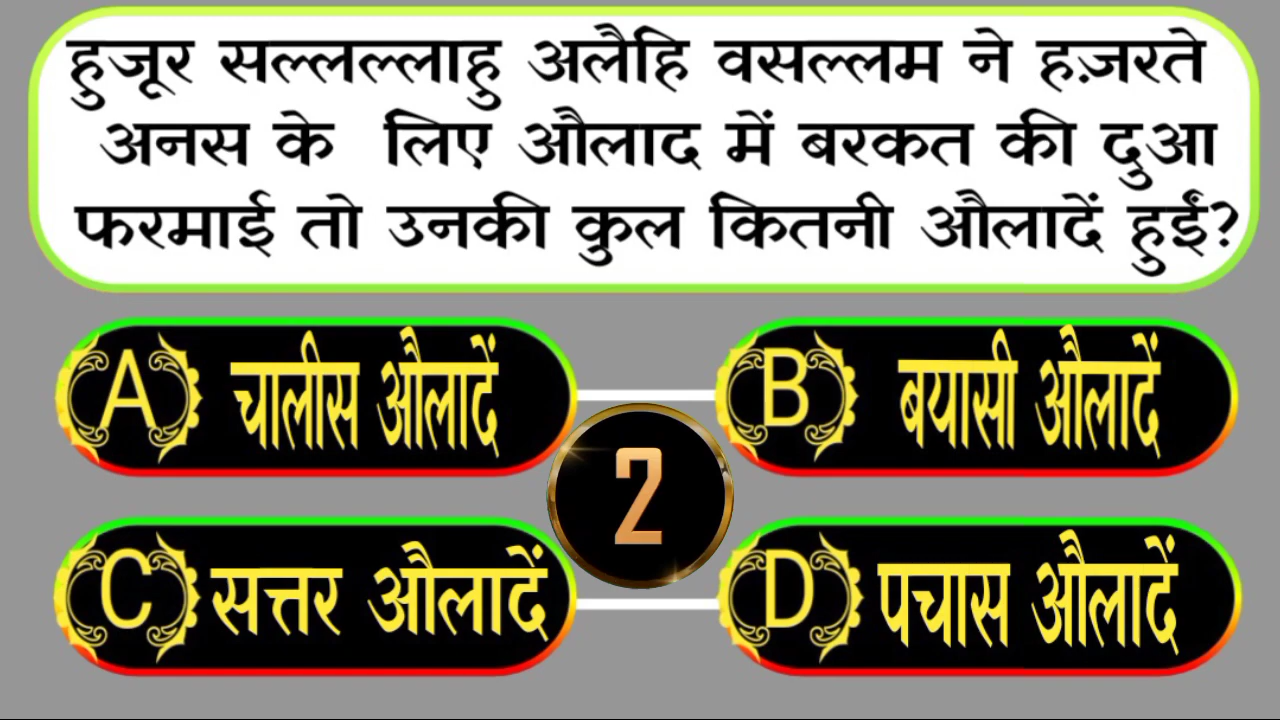 हुजूर सल्लल्लाहु अलैहि वसल्लम ने हज़रते
अनस के लिए औलाद में बरकत की दुआ
फरमाई तो उनकी कुल कितनी औलादें हुईं?
A चालीस औलादें
B बयासी औलादें
2
C सत्तर औलादें
D पचास औलादें